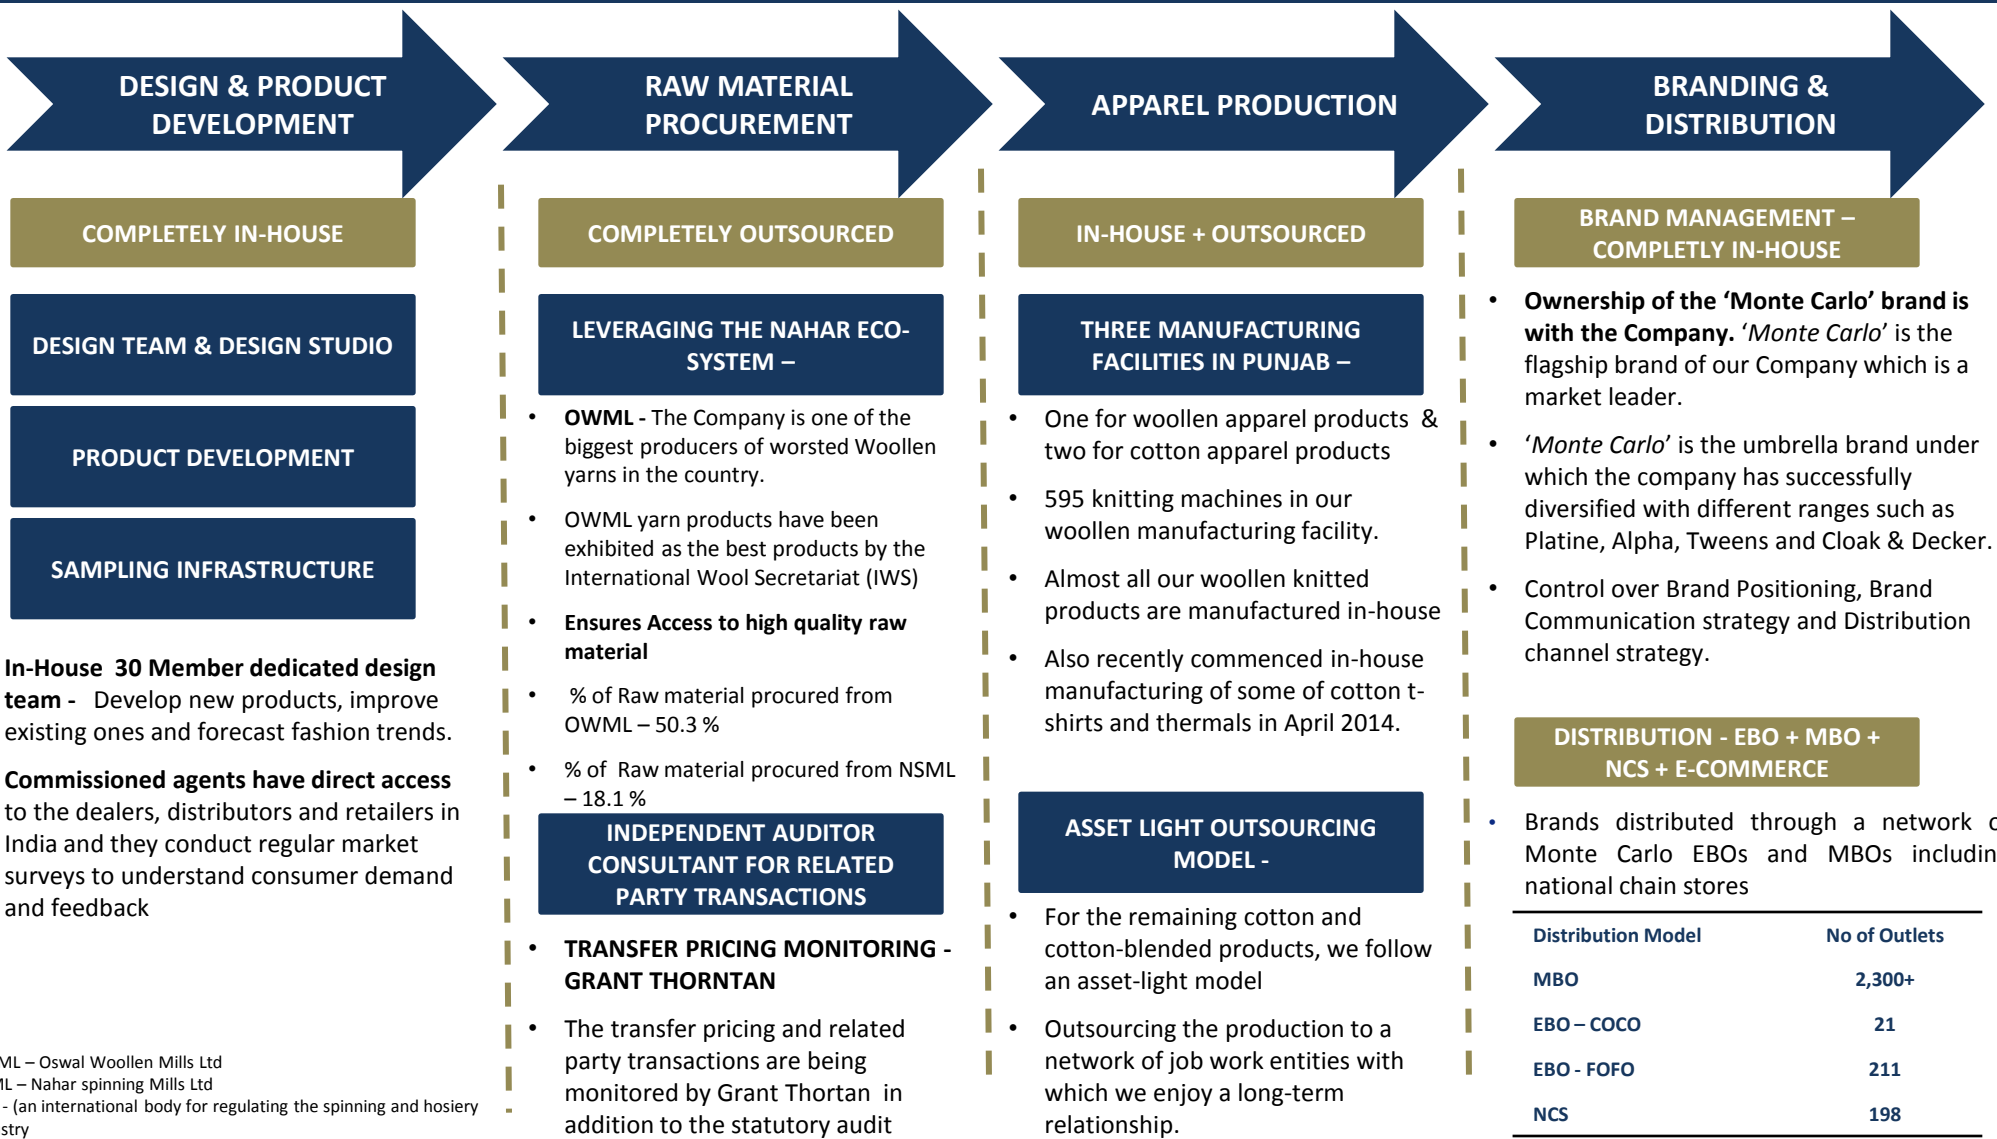 DESIGN & PRODUCT
DEVELOPMENT
COMPLETELY IN-HOUSE
DESIGN TEAM & DESIGN STUDIO
PRODUCT DEVELOPMENT
SAMPLING INFRASTRUCTURE
In-House 30 Member dedicated design
team - Develop new products, improve
existing ones and forecast fashion trends.
Commissioned agents have direct access
to the dealers, distributors and retailers in
India and they conduct regular market
surveys to understand consumer demand
and feedback
ML – Oswal Woollen Mills Ltd
ML – Nahar spinning Mills Ltd
- (an international body for regulating the spinning and hosiery
stry
RAW MATERIAL
PROCUREMENT
COMPLETELY OUTSOURCED
LEVERAGING THE NAHAR ECO-
SYSTEM –
• OWML - The Company is one of the
biggest producers of worsted Woollen
yarns in the country.
• OWML yarn products have been
exhibited as the best products by the
International Wool Secretariat (IWS)
• Ensures Access to high quality raw
material
• % of Raw material procured from
OWML – 50.3 %
• % of Raw material procured from NSML
– 18.1 %
INDEPENDENT AUDITOR
CONSULTANT FOR RELATED
PARTY TRANSACTIONS
• TRANSFER PRICING MONITORING -
GRANT THORNTAN
• The transfer pricing and related
party transactions are being
monitored by Grant Thortan in
addition to the statutory audit
APPAREL PRODUCTION
IN-HOUSE + OUTSOURCED
THREE MANUFACTURING
FACILITIES IN PUNJAB –
• One for woollen apparel products &
two for cotton apparel products
• 595 knitting machines in our
woollen manufacturing facility.
• Almost all our woollen knitted
products are manufactured in-house
• Also recently commenced in-house
manufacturing of some of cotton t-
shirts and thermals in April 2014.
ASSET LIGHT OUTSOURCING
MODEL -
• For the remaining cotton and
cotton-blended products, we follow
an asset-light model
• Outsourcing the production to a
network of job work entities with
which we enjoy a long-term
relationship.
BRANDING &
DISTRIBUTION
BRAND MANAGEMENT –
COMPLETLY IN-HOUSE
• Ownership of the ‘Monte Carlo’ brand is
with the Company. ‘Monte Carlo’ is the
flagship brand of our Company which is a
market leader.
• ‘Monte Carlo’ is the umbrella brand under
which the company has successfully
diversified with different ranges such as
Platine, Alpha, Tweens and Cloak & Decker.
• Control over Brand Positioning, Brand
Communication strategy and Distribution
channel strategy.
DISTRIBUTION - EBO + MBO +
NCS + E-COMMERCE
• Brands distributed through a network o
Monte Carlo EBOs and MBOs includin
national chain stores
Distribution Model No of Outlets
MBO 2,300+
EBO – COCO 21
EBO - FOFO 211
NCS 198